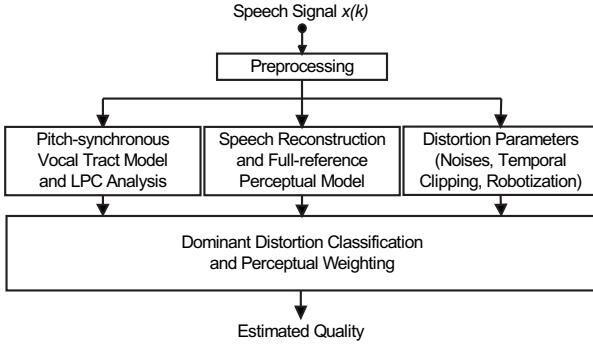 Speech Signal x(k)
Preprocessing
Pitch-synchronous
Vocal Tract Model
and LPC Analysis
Speech Reconstruction
and Full-reference
Perceptual Model
Distortion Parameters
(Noises, Temporal
Clipping, Robotization)
Dominant Distortion Classification
and Perceptual Weighting
Estimated Quality